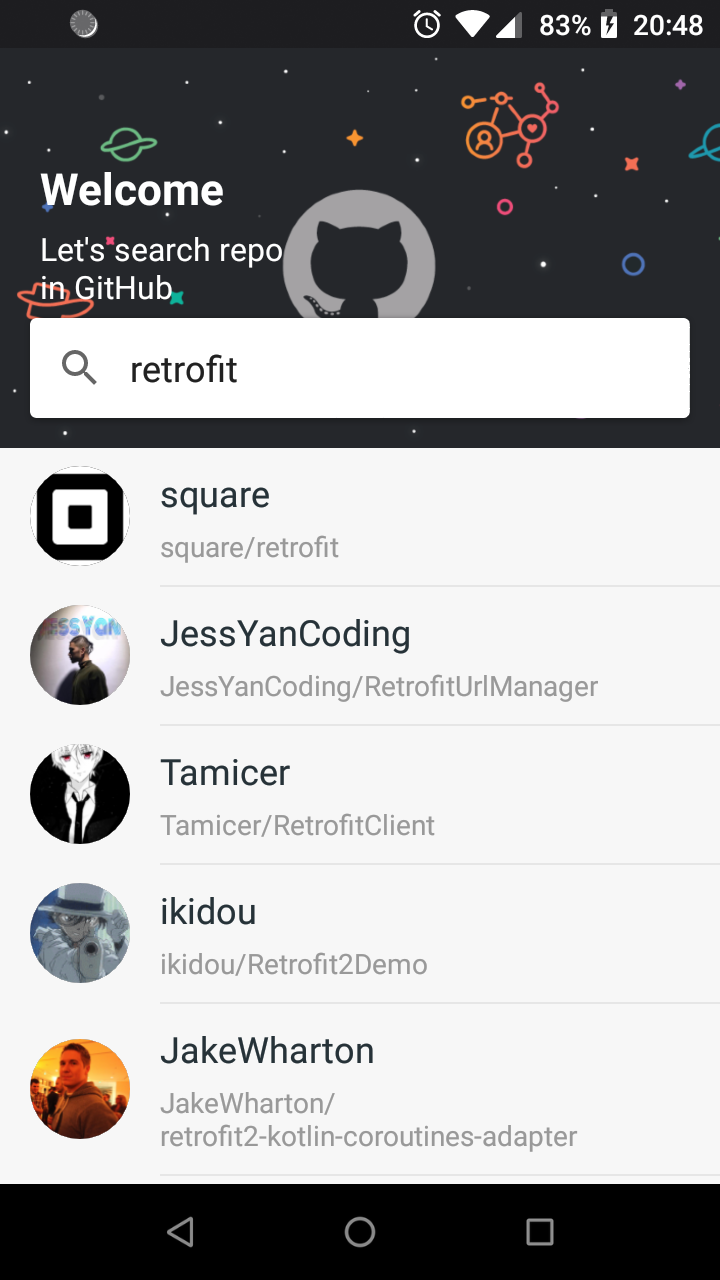 83% 20:48
Welcome
Let's search repo
in GitHub
retrofit
square
square/retrofit
JessYanCoding
JessYanCoding/RetrofitUrlManager
Tamicer
Tamicer/RetrofitClient
ikidou
ikidou/Retrofit2Demo
JakeWharton
JakeWharton/
retrofit2-kotlin-coroutines-adapter